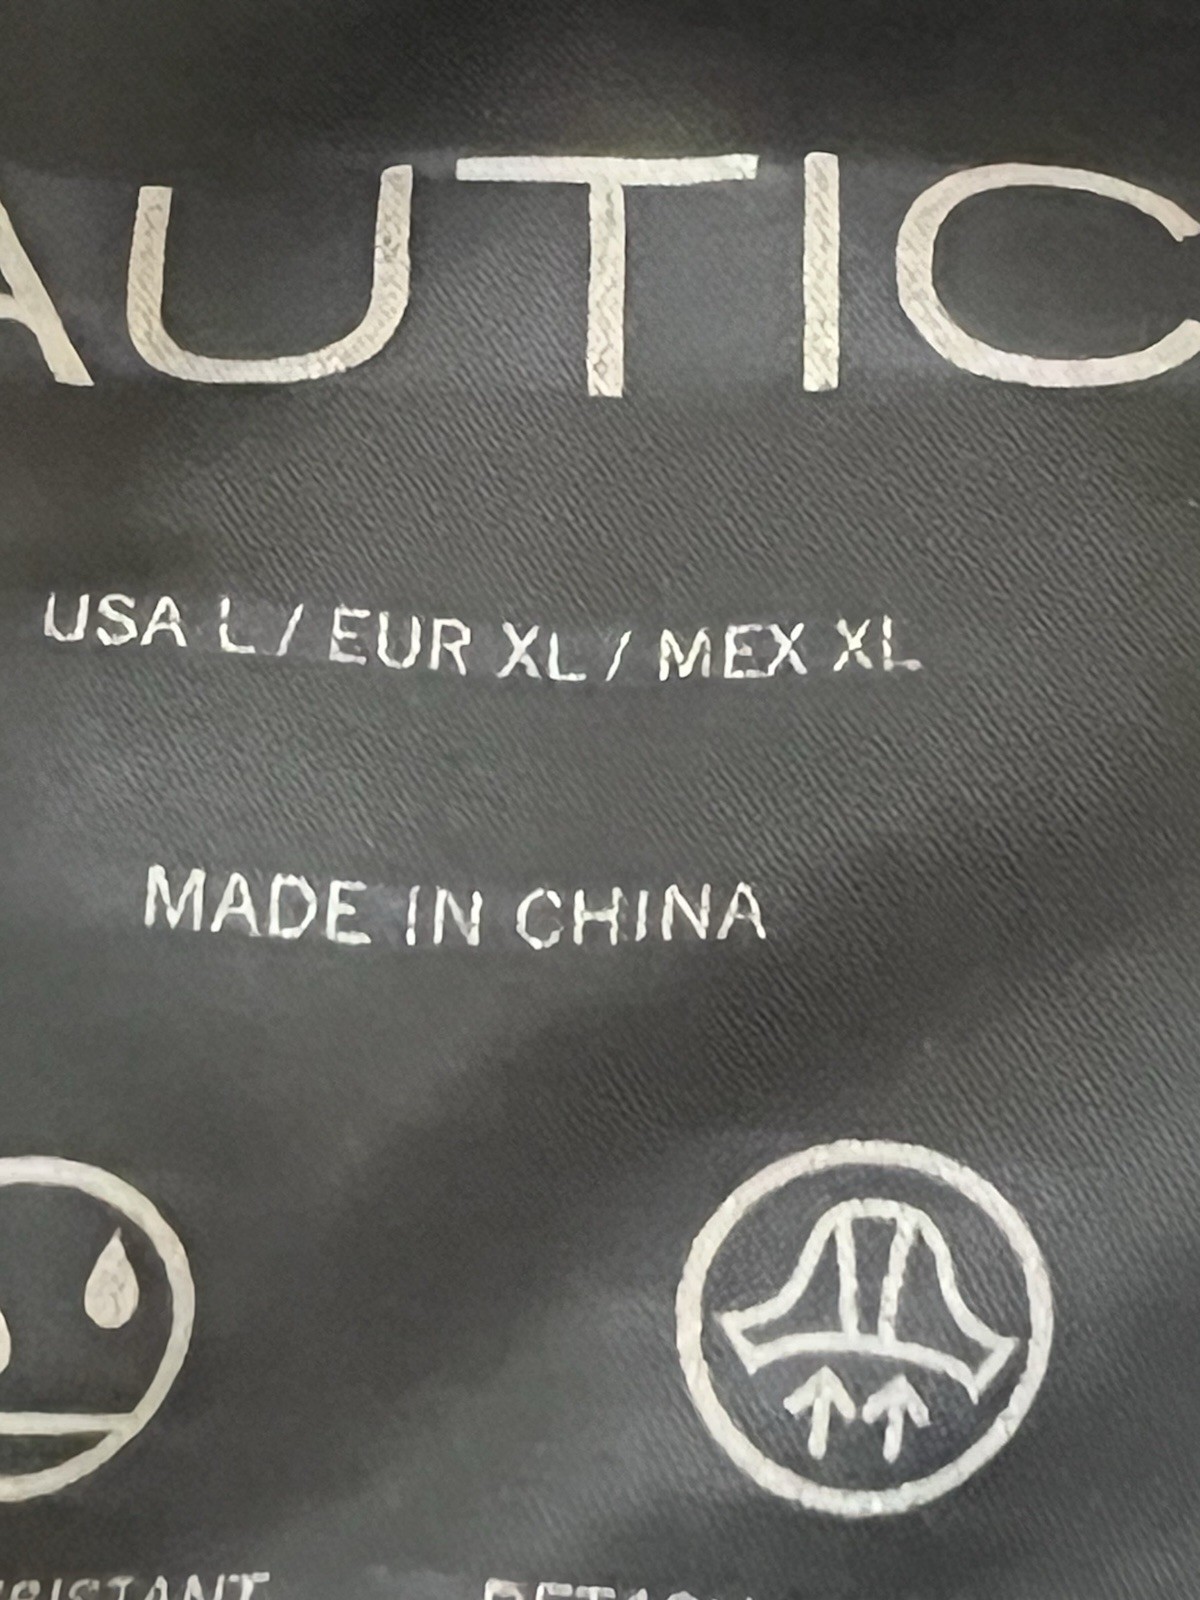 AUTIC
USA L / EUR XL / MEX XL
MADE IN CHINA